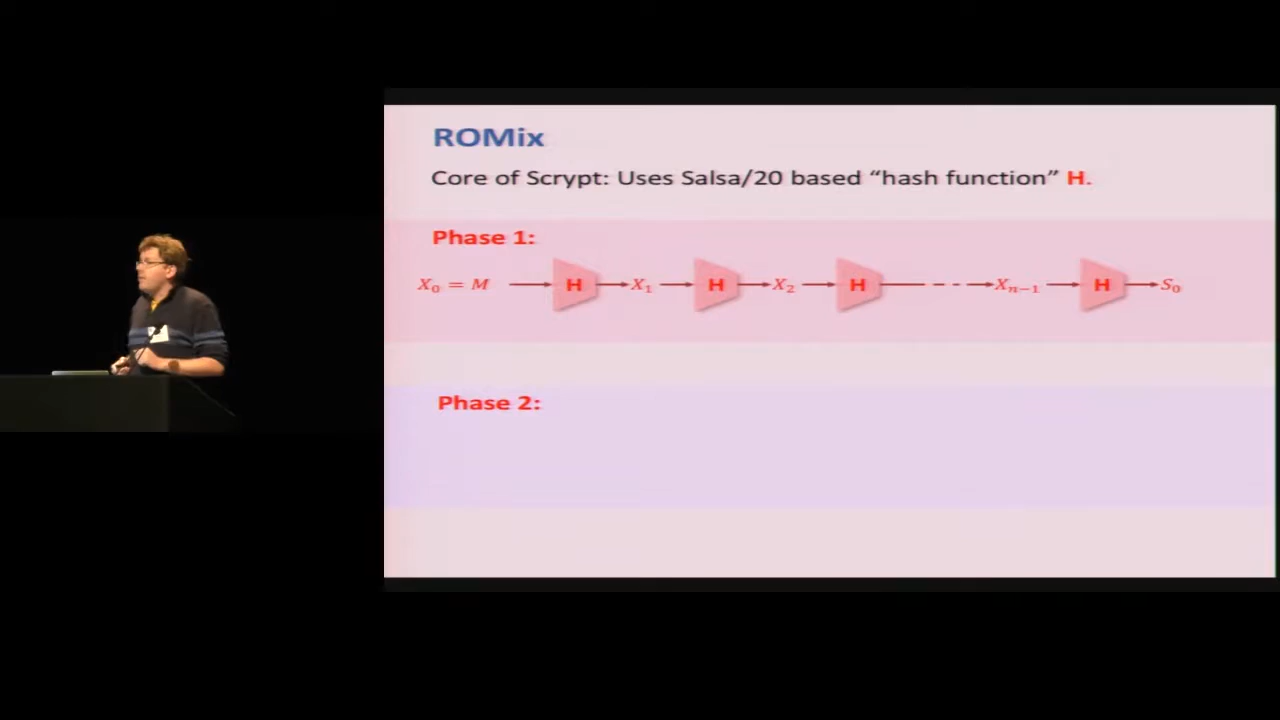 ROMix
Core of Scrypt: Uses Salsa/20 based “hash function” H.
Phase 1:
X₀ = M H X₁ H X₂ H Xₙ₋₁ H S₀
Phase 2: